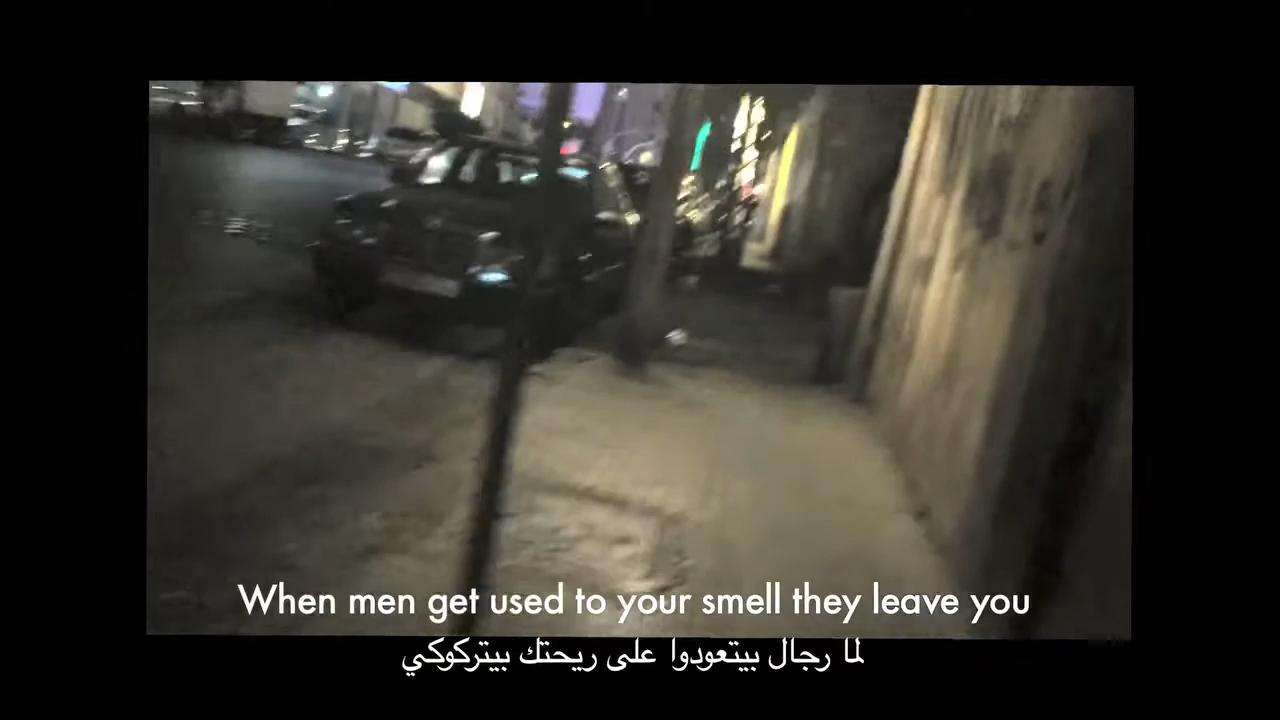 When men get used to your smell they leave you
لما رجال بيتعودوا على ريحتك بيتركوكي